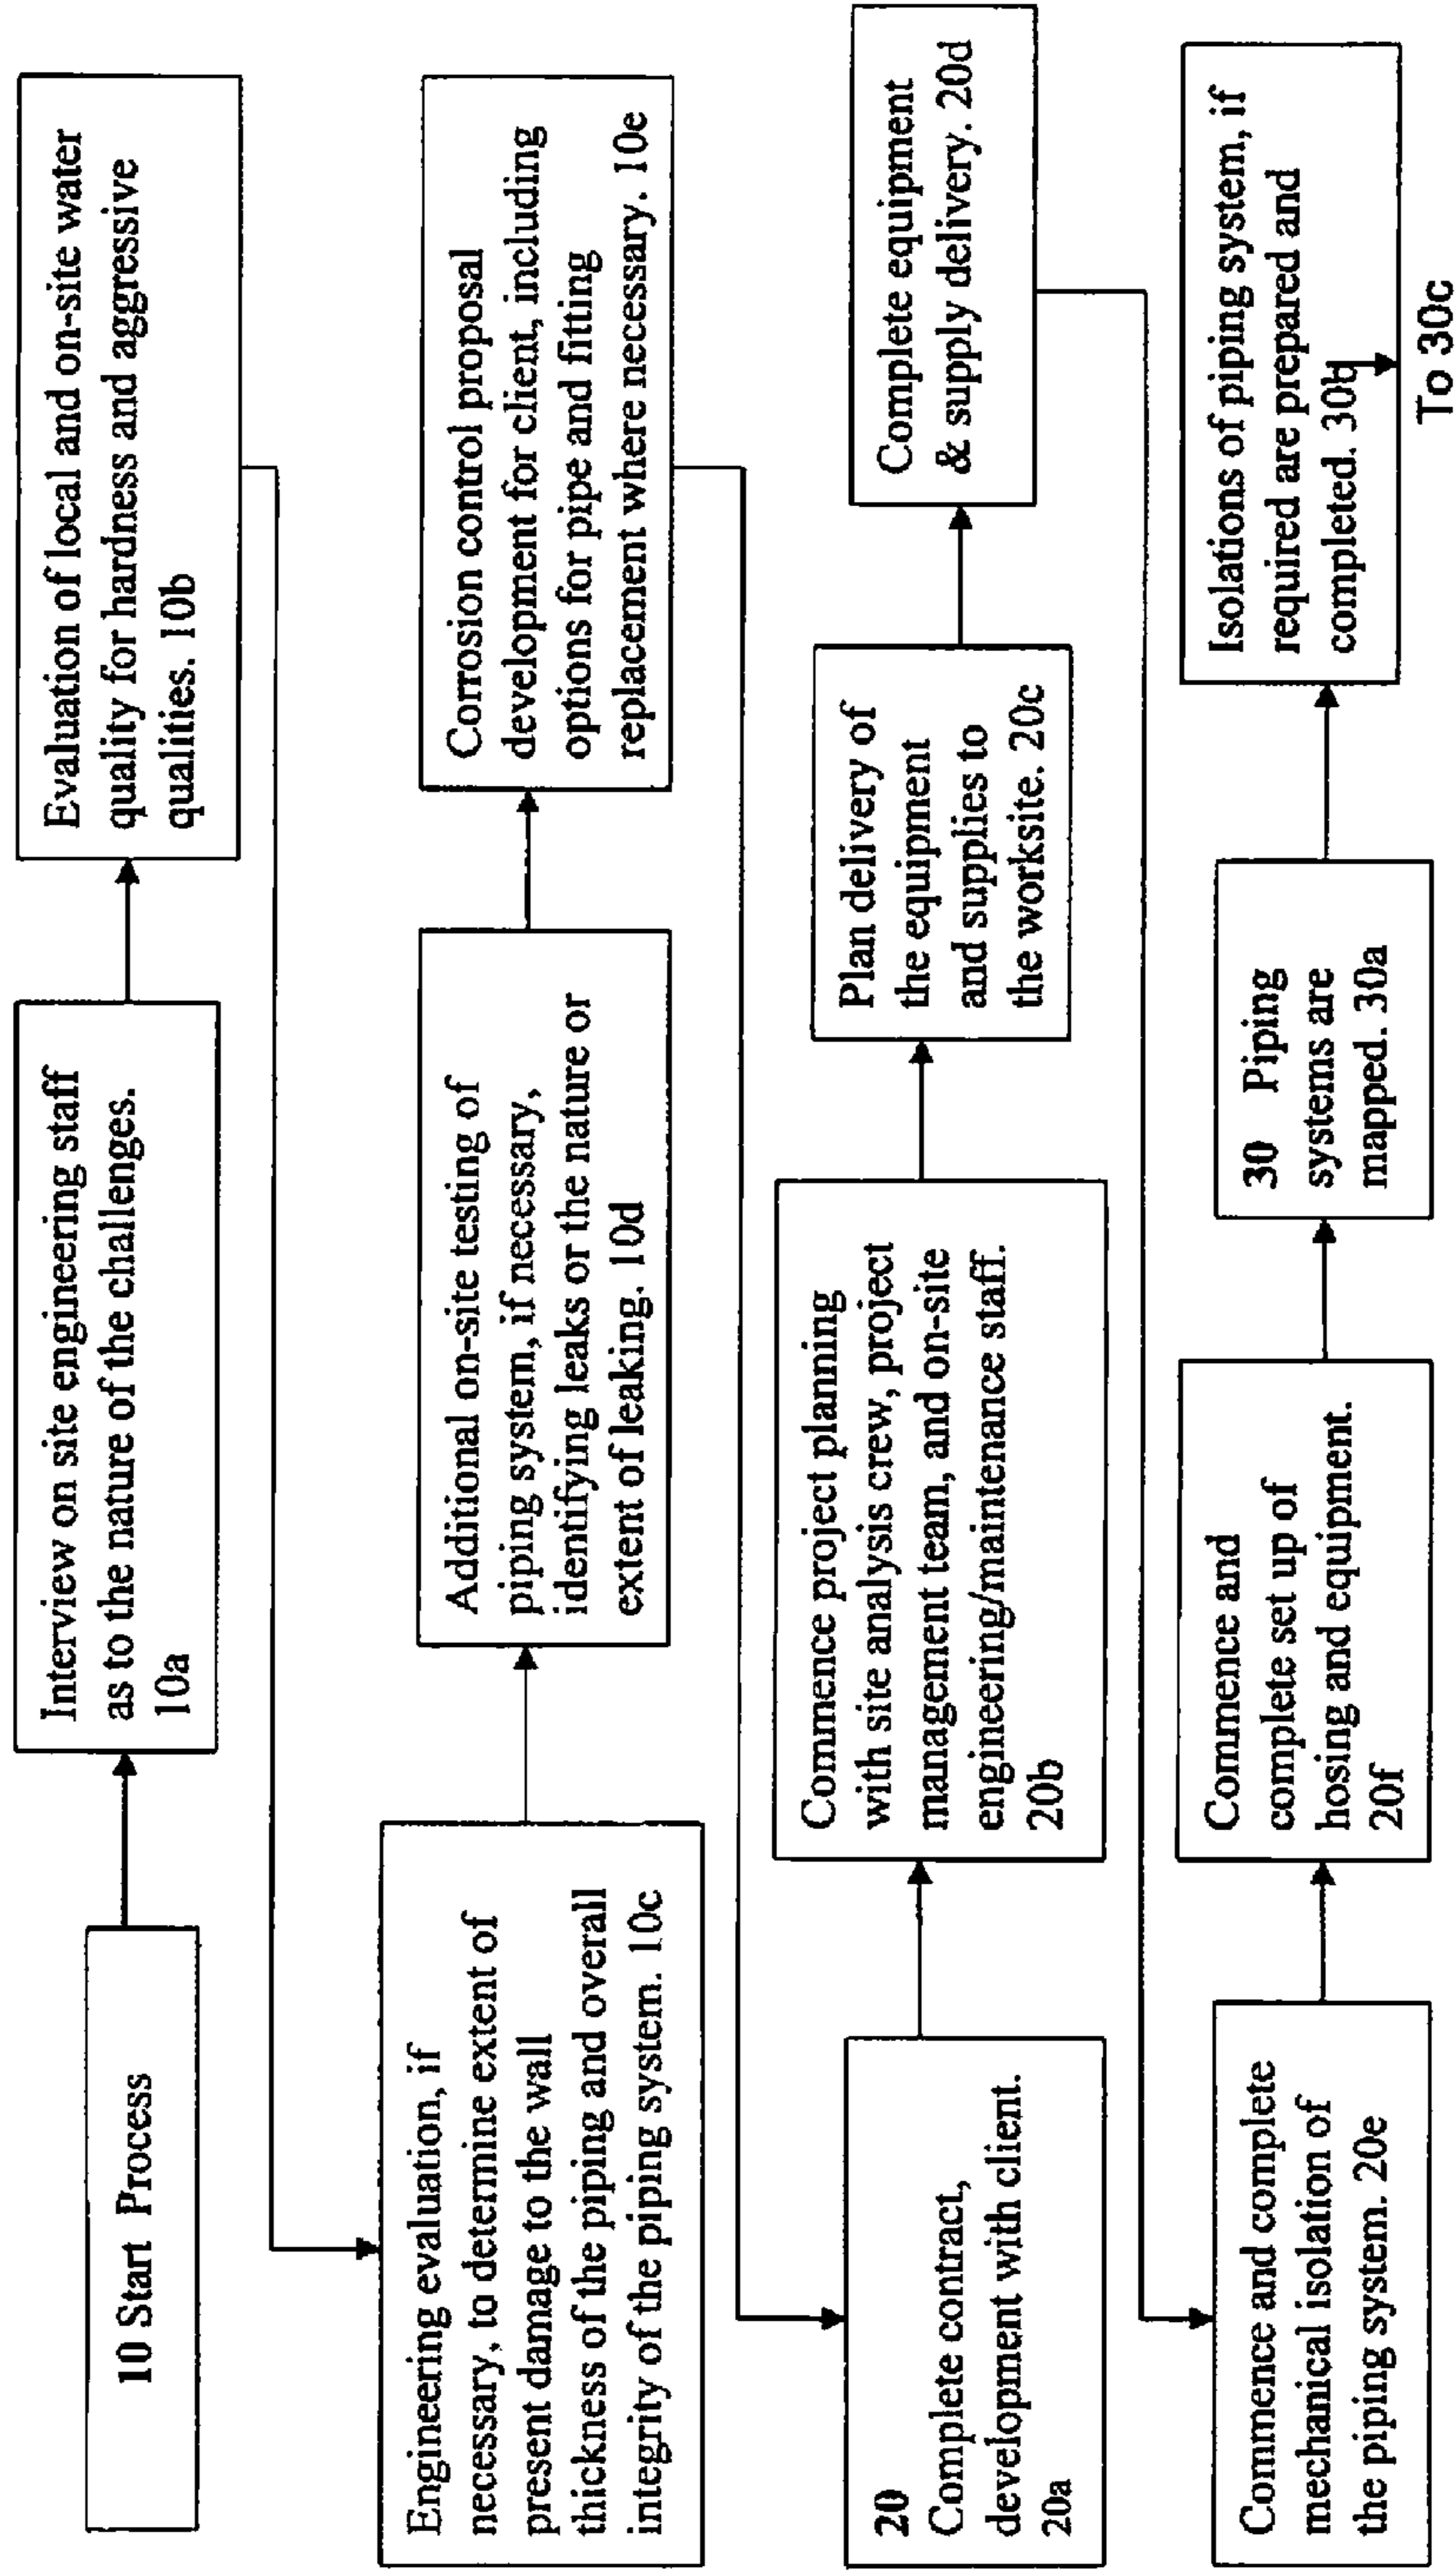 10 Start Process
Interview on site engineering staff
as to the nature of the challenges.
10a
Evaluation of local and on-site water
quality for hardness and aggressive
qualities. 10b
Engineering evaluation, if
necessary, to determine extent of
present damage to the wall
thickness of the piping and overall
integrity of the piping system. 10c
Additional on-site testing of
piping system, if necessary,
identifying leaks or the nature or
extent of leaking. 10d
Corrosion control proposal
development for client, including
options for pipe and fitting
replacement where necessary. 10e
20
Complete contract,
development with client.
20a
Commence project planning
with site analysis crew, project
management team, and on-site
engineering/maintenance staff.
20b
Plan delivery of
the equipment
and supplies to
the worksite. 20c
Complete equipment
& supply delivery. 20d
Commence and complete
mechanical isolation of
the piping system. 20e
Commence and
complete set up of
hosing and equipment.
20f
30 Piping
systems are
mapped. 30a
Isolations of piping system, if
required are prepared and
completed. 30b
To 30c